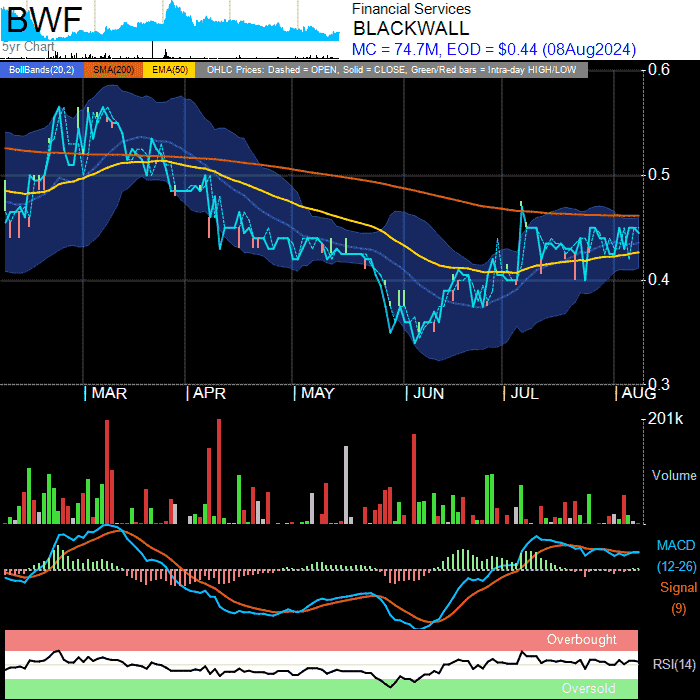 BWF
5yr Chart
Financial Services
BLACKWALL
MC = 74.7M, EOD = $0.44 (08Aug2024)
BollBands(20,2) SMA(200) EMA(50) OHLC Prices: Dashed = OPEN, Solid = CLOSE, Green/Red bars = Intra-day HIGH/LOW
0.6
0.5
0.4
0.3
MAR APR MAY JUN JUL AUG
201k
Volume
MACD
(12-26)
Signal
(9)
Overbought
RSI(14)
Oversold